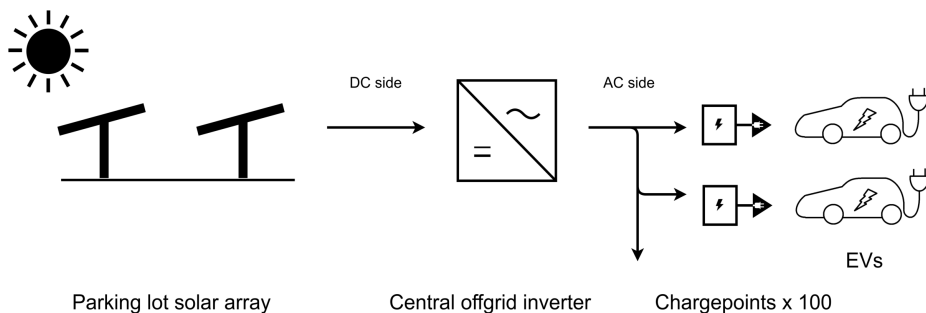 DC side
AC side
EVs
Parking lot solar array
Central offgrid inverter
Chargepoints x 100